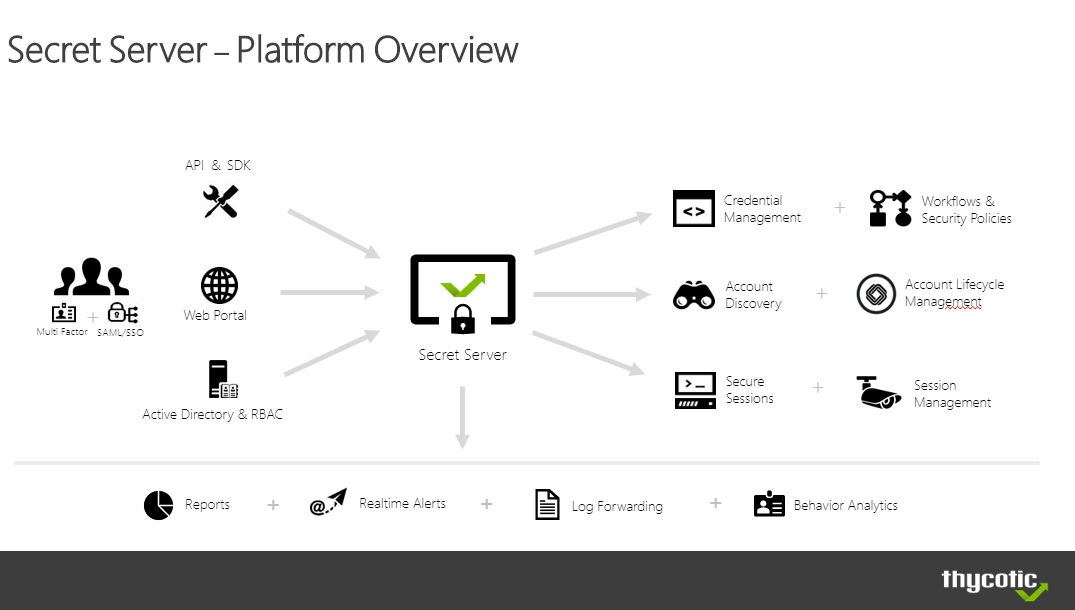 Secret Server – Platform Overview
API & SDK
Multi Factor
+
SAML/SSO
Web Portal
Active Directory & RBAC
Secret Server
<>
Credential
Management
+
Workflows &
Security Policies
Account
Discovery
+
Account Lifecycle
Management
>_
Secure
Sessions
+
Session
Management
Reports
+
@
Realtime Alerts
+
Log Forwarding
+
Behavior Analytics
thycotic